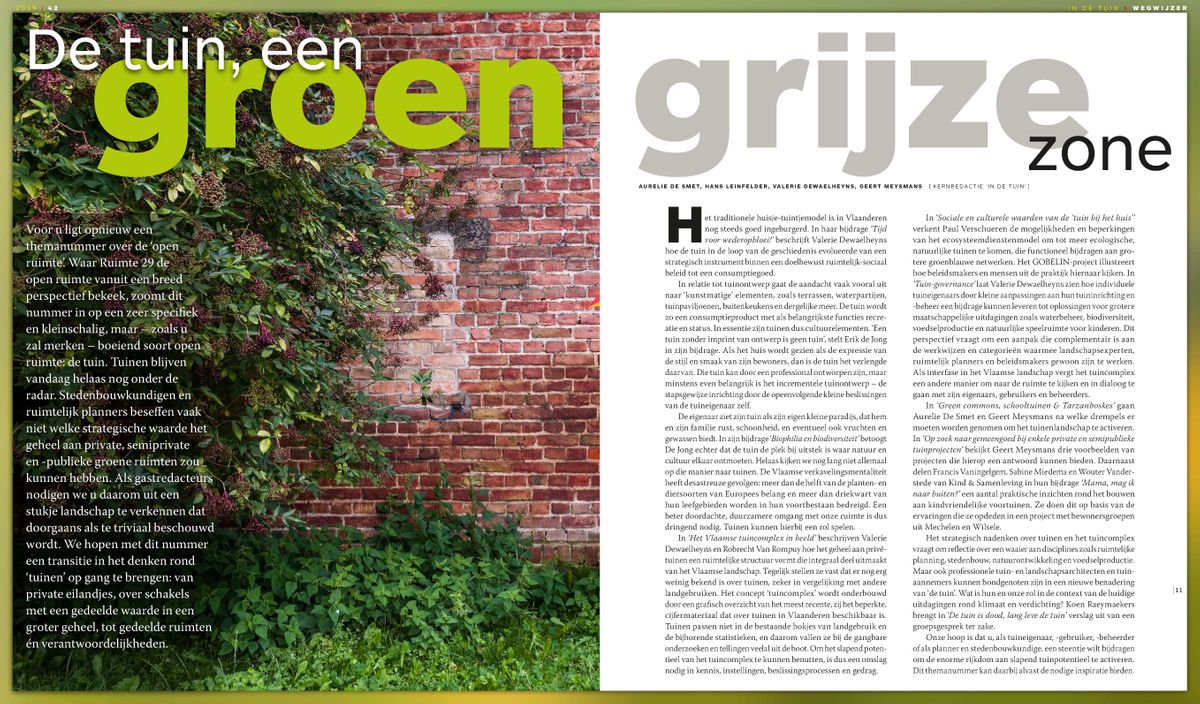 2019 | 42
IN DE TUIN • WEGWIJZER
De tuin, een
groen
grijze
zone
AURELIE DE SMET, HANS LEINFELDER, VALERIE DEWAELHEYNS, GEERT MEYSMANS [KERNREDACTIE 'IN DE TUIN']
Voor u ligt opnieuw een
themanummer over de 'open
ruimte'. Waar Ruimte 29 de
open ruimte vanuit een breed
perspectief bekeek, zoomt dit
nummer in op een zeer specifiek
en kleinschalig, maar – zoals u
zal merken – boeiend soort open
ruimte: de tuin. Tuinen blijven
vandaag helaas nog onder de
radar. Stedenbouwkundigen en
ruimtelijk planners beseffen vaak
niet welke strategische waarde het
geheel aan private, semiprivate
en -publieke groene ruimten zou
kunnen hebben. Als gastredacteurs
nodigen we u daarom uit een
stukje landschap te verkennen dat
doorgaans als te triviaal beschouwd
wordt. We hopen met dit nummer
een transitie in het denken rond
'tuinen' op gang te brengen: van
private eilandjes, over schakels
met een gedeelde waarde in een
groter geheel, tot gedeelde ruimten
én verantwoordelijkheden.
Het traditionele huisje-tuintjemodel is in Vlaanderen
nog steeds goed ingeburgerd. In haar bijdrage 'Tijd
voor wederopbloei?' beschrijft Valerie Dewaelheyns
hoe de tuin in de loop van de geschiedenis evolueerde van een
strategisch instrument binnen een doelbewust ruimtelijk-sociaal
beleid tot een consumptiegoed.
In relatie tot tuinontwerp gaat de aandacht vaak vooral uit
naar 'kunstmatige' elementen, zoals terrassen, waterpartijen,
tuinpaviljoenen, buitenkeukens en dergelijke meer. De tuin wordt
zo een consumptieproduct met als belangrijkste functies recre-
atie en status. In essentie zijn tuinen dus cultuurelementen. 'Een
tuin zonder imprint van ontwerp is geen tuin', stelt Erik de Jong
in zijn bijdrage. Als het huis wordt gezien als de expressie van
de stijl en smaak van zijn bewoners, dan is de tuin het verlengde
daarvan. Die tuin kan door een professional ontworpen zijn, maar
minstens even belangrijk is het incrementele tuinontwerp – de
stapsgewijze inrichting door de opeenvolgende kleine beslissingen
van de tuineigenaar zelf.
De eigenaar ziet zijn tuin als zijn eigen kleine paradijs, dat hem
en zijn familie rust, schoonheid, en eventueel ook vruchten en
gewassen biedt. In zijn bijdrage 'Biophilia en biodiversiteit' betoogt
De Jong echter dat de tuin de plek bij uitstek is waar natuur en
cultuur elkaar ontmoeten. Helaas kijken we nog lang niet allemaal
op die manier naar tuinen. De Vlaamse verkavelingsmentaliteit
heeft desastreuze gevolgen: meer dan de helft van de planten- en
diersoorten van Europees belang en meer dan driekwart van
hun leefgebieden worden in hun voortbestaan bedreigd. Een
beter doordachte, duurzamere omgang met onze ruimte is dus
dringend nodig. Tuinen kunnen hierbij een rol spelen.
In 'Het Vlaamse tuincomplex in beeld' beschrijven Valerie
Dewaelheyns en Robrecht Van Rompuy hoe het geheel aan privé-
tuinen een ruimtelijke structuur vormt die integraal deel uitmaakt
van het Vlaamse landschap. Tegelijk stellen ze vast dat er nog erg
weinig bekend is over tuinen, zeker in vergelijking met andere
landgebruiken. Het concept 'tuincomplex' wordt onderbouwd
door een grafisch overzicht van het meest recente, zij het beperkte,
cijfermateriaal dat over tuinen in Vlaanderen beschikbaar is.
Tuinen passen niet in de bestaande hokjes van landgebruik en
de bijhorende statistieken, en daarom vallen ze bij de gangbare
onderzoeken en tellingen veelal uit de boot. Om het slapend poten-
tieel van het tuincomplex te kunnen benutten, is dus een omslag
nodig in kennis, instellingen, beslissingsprocessen en gedrag.
In 'Sociale en culturele waarden van de 'tuin bij het huis''
verkent Paul Verschueren de mogelijkheden en beperkingen
van het ecosysteemdienstenmodel om tot meer ecologische,
natuurlijke tuinen te komen, die functioneel bijdragen aan gro-
tere groenblauwe netwerken. Het GOBELIN-project illustreert
hoe beleidsmakers en mensen uit de praktijk hiernaar kijken. In
'Tuin-governance' laat Valerie Dewaelheyns zien hoe individuele
tuineigenaars door kleine aanpassingen aan hun tuininrichting en
-beheer een bijdrage kunnen leveren tot oplossingen voor grotere
maatschappelijke uitdagingen zoals waterbeheer, biodiversiteit,
voedselproductie en natuurlijke speelruimte voor kinderen. Dit
perspectief vraagt om een aanpak die complementair is aan
de werkwijzen en categorieën waarmee landschapsexperten,
ruimtelijk planners en beleidsmakers gewoon zijn te werken.
Als interfase in het Vlaamse landschap vergt het tuincomplex
een andere manier om naar de ruimte te kijken en in dialoog te
gaan met zijn eigenaars, gebruikers en beheerders.
In 'Green commons, schooltuinen & Tarzanboskes' gaan
Aurelie De Smet en Geert Meysmans na welke drempels er
moeten worden genomen om het tuinlandschap te activeren.
In 'Op zoek naar gemeengoed bij enkele private en semipublieke
tuinprojecten' bekijkt Geert Meysmans drie voorbeelden van
projecten die hierop een antwoord kunnen bieden. Daarnaast
delen Francis Vaningelgem, Sabine Miedema en Wouter Vander-
stede van Kind & Samenleving in hun bijdrage 'Mama, mag ik
naar buiten?' een aantal praktische inzichten rond het bouwen
aan kindvriendelijke voortuinen. Ze doen dit op basis van de
ervaringen die ze opdeden in een project met bewonersgroepen
uit Mechelen en Wilsele.
Het strategisch nadenken over tuinen en het tuincomplex
vraagt om reflectie over een waaier aan disciplines zoals ruimtelijke
planning, stedenbouw, natuurontwikkeling en voedselproductie.
Maar ook professionele tuin- en landschapsarchitecten en tuin-
aannemers kunnen bondgenoten zijn in een nieuwe benadering
van 'de tuin'. Wat is hun en onze rol in de context van de huidige
uitdagingen rond klimaat en verdichting? Koen Raeymaekers
brengt in 'De tuin is dood, lang leve de tuin' verslag uit van een
groepsgesprek ter zake.
Onze hoop is dat u, als tuineigenaar, -gebruiker, -beheerder
of als planner en stedenbouwkundige, een steentje wilt bijdragen
om de enorme rijkdom aan slapend tuinpotentieel te activeren.
Dit themanummer kan daarbij alvast de nodige inspiratie bieden.
| 11